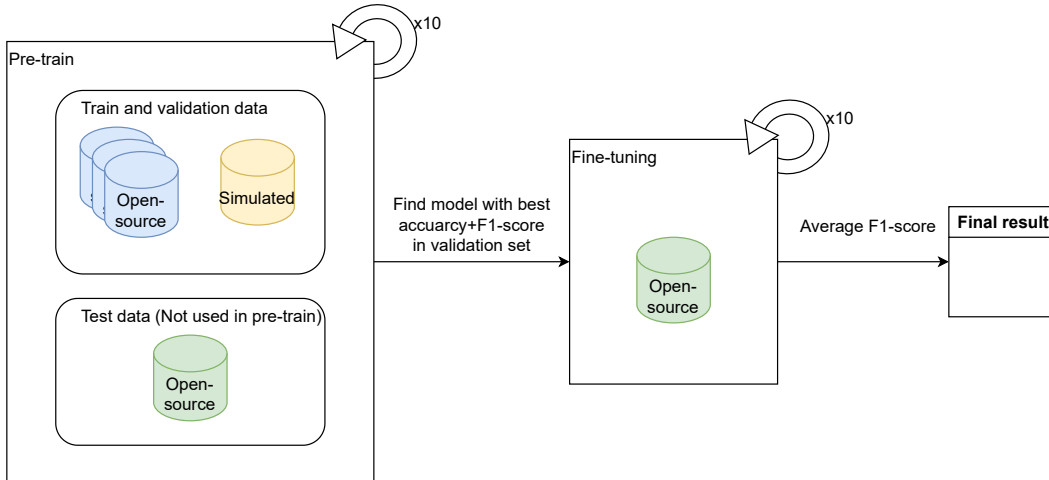 x10
Pre-train
Train and validation data
Open-
source
Simulated
Test data (Not used in pre-train)
Open-
source
Find model with best
accuarcy+F1-score
in validation set
x10
Fine-tuning
Open-
source
Average F1-score
Final result